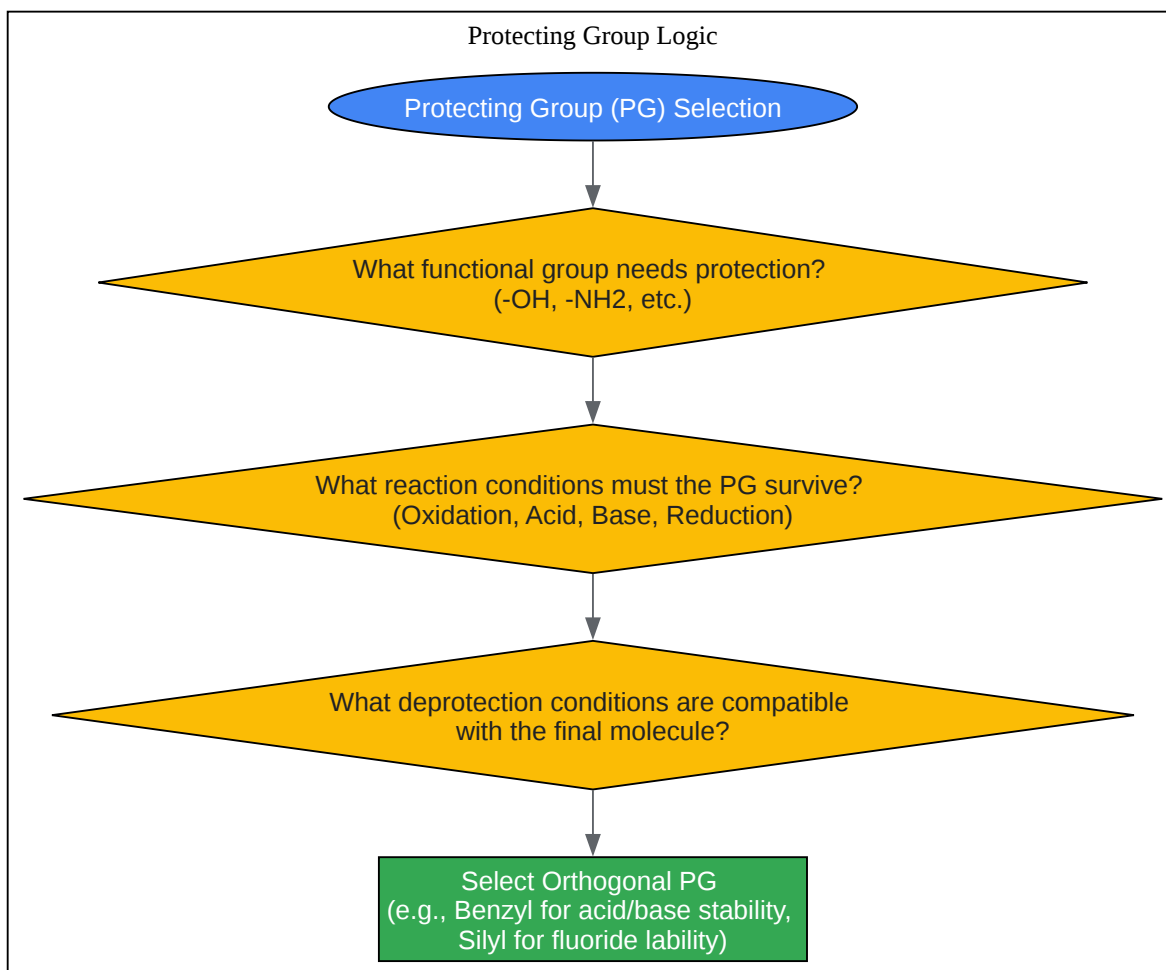 Protecting Group Logic
Protecting Group (PG) Selection
What functional group needs protection?
(-OH, -NH2, etc.)
What reaction conditions must the PG survive?
(Oxidation, Acid, Base, Reduction)
What deprotection conditions are compatible
with the final molecule?
Select Orthogonal PG
(e.g., Benzyl for acid/base stability,
Silyl for fluoride lability)